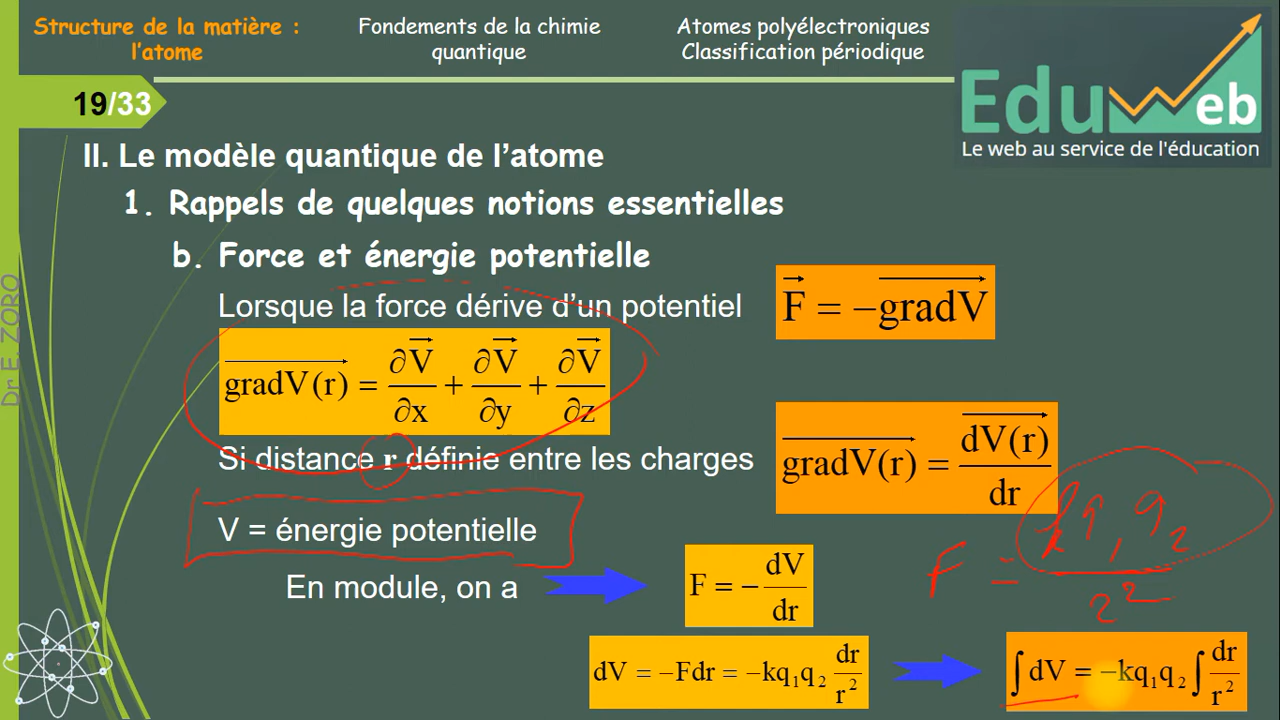 Structure de la matière :
l'atome
Fondements de la chimie
quantique
Atomes polyélectroniques
Classification périodique
Eduweb
Le web au service de l'éducation
19/33
II. Le modèle quantique de l'atome
1. Rappels de quelques notions essentielles
b. Force et énergie potentielle
Lorsque la force dérive d'un potentiel
F⃗ = −gradV
gradV(r) = ∂V⃗/∂x + ∂V⃗/∂y + ∂V⃗/∂z
Si distance r définie entre les charges
gradV(r) = dV(r)/dr
V = énergie potentielle
En module, on a
F = − dV/dr
F = kq₁q₂/r²
dV = −Fdr = −kq₁q₂ dr/r²
∫dV = −kq₁q₂ ∫dr/r²
Dr E. ZORO